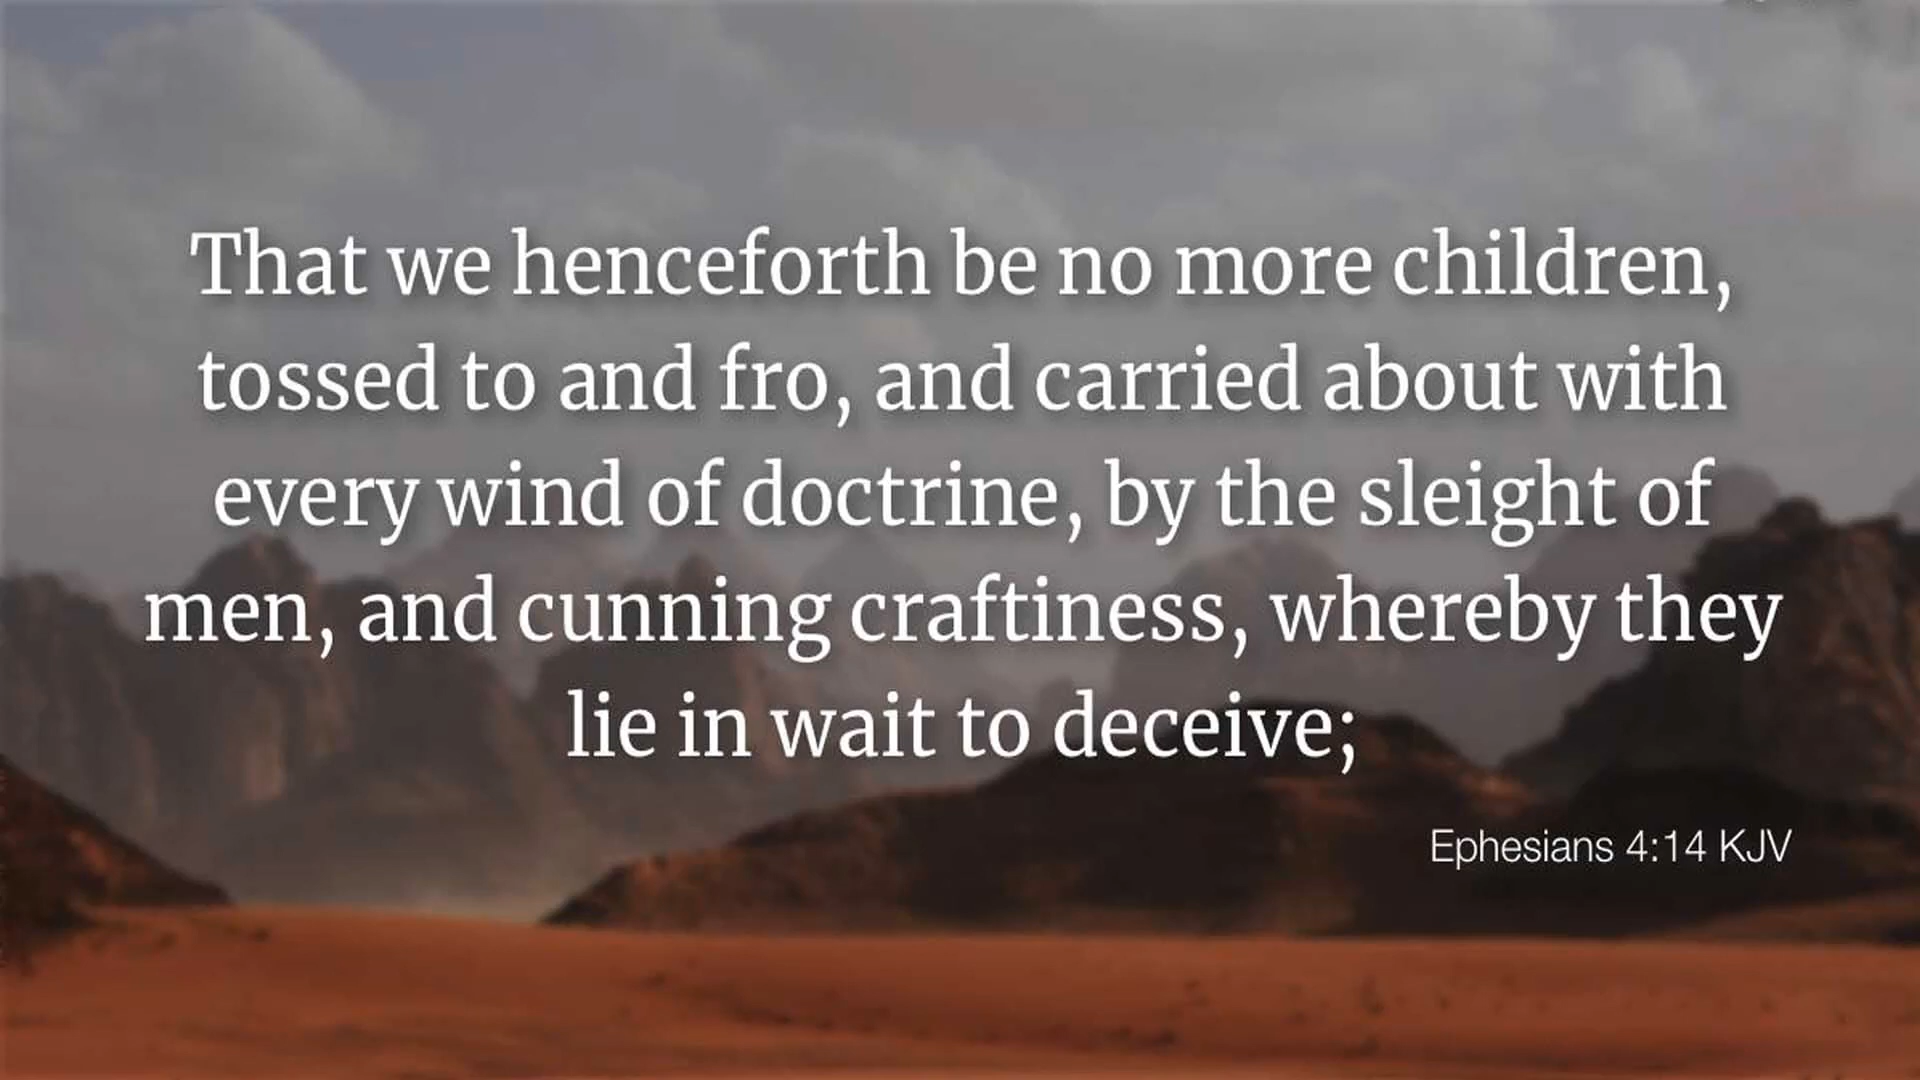 That we henceforth be no more children,
tossed to and fro, and carried about with
every wind of doctrine, by the sleight of
men, and cunning craftiness, whereby they
lie in wait to deceive;
Ephesians 4:14 KJV